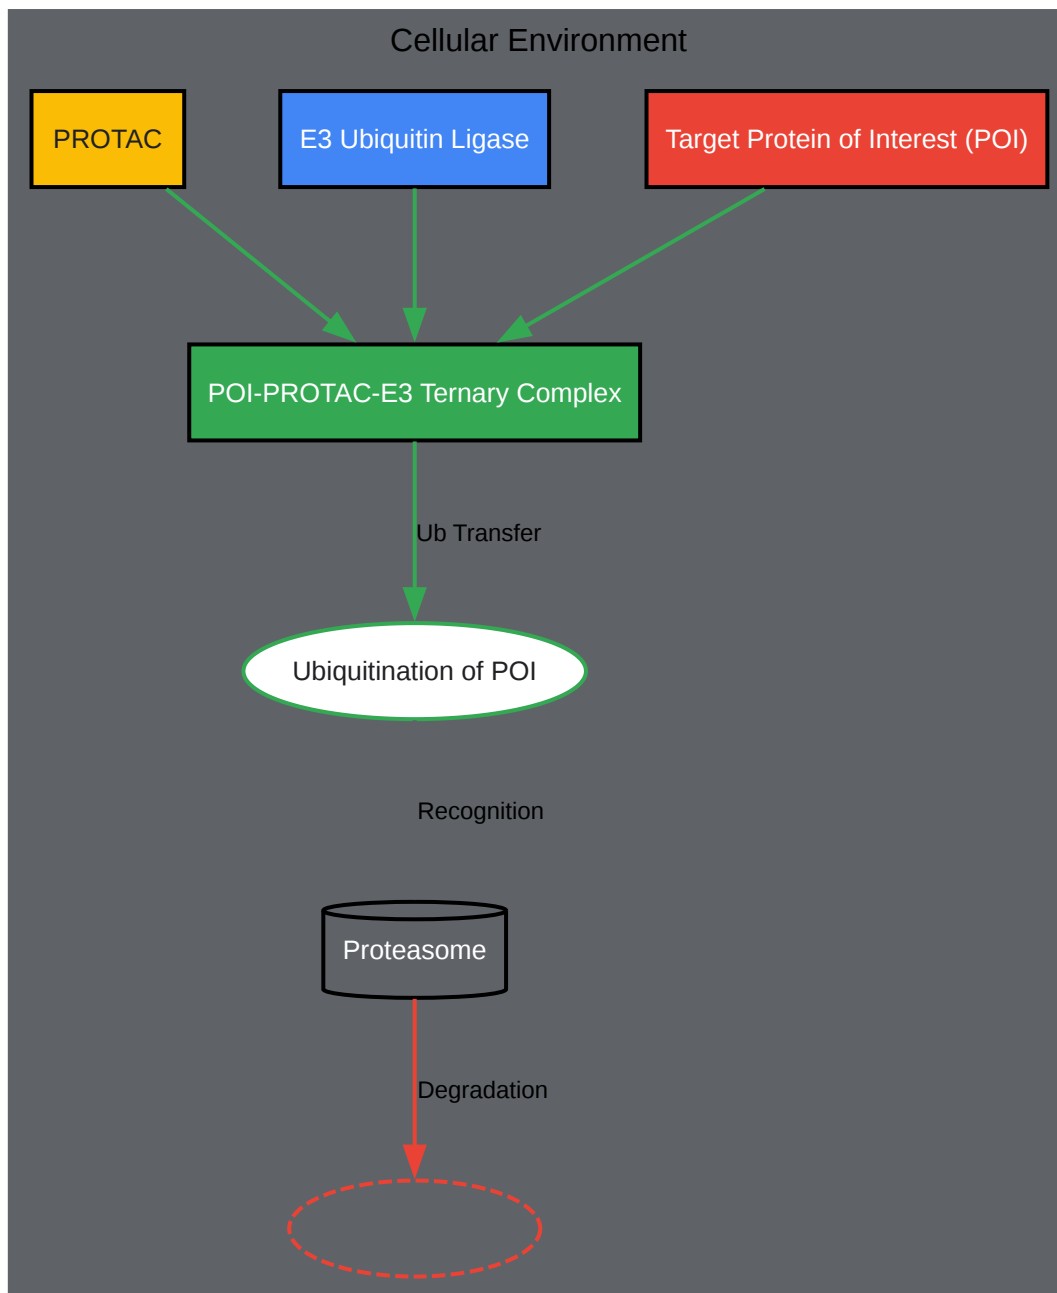 Cellular Environment
PROTAC
E3 Ubiquitin Ligase
Target Protein of Interest (POI)
POI-PROTAC-E3 Ternary Complex
Ub Transfer
Ubiquitination of POI
Recognition
Proteasome
Degradation